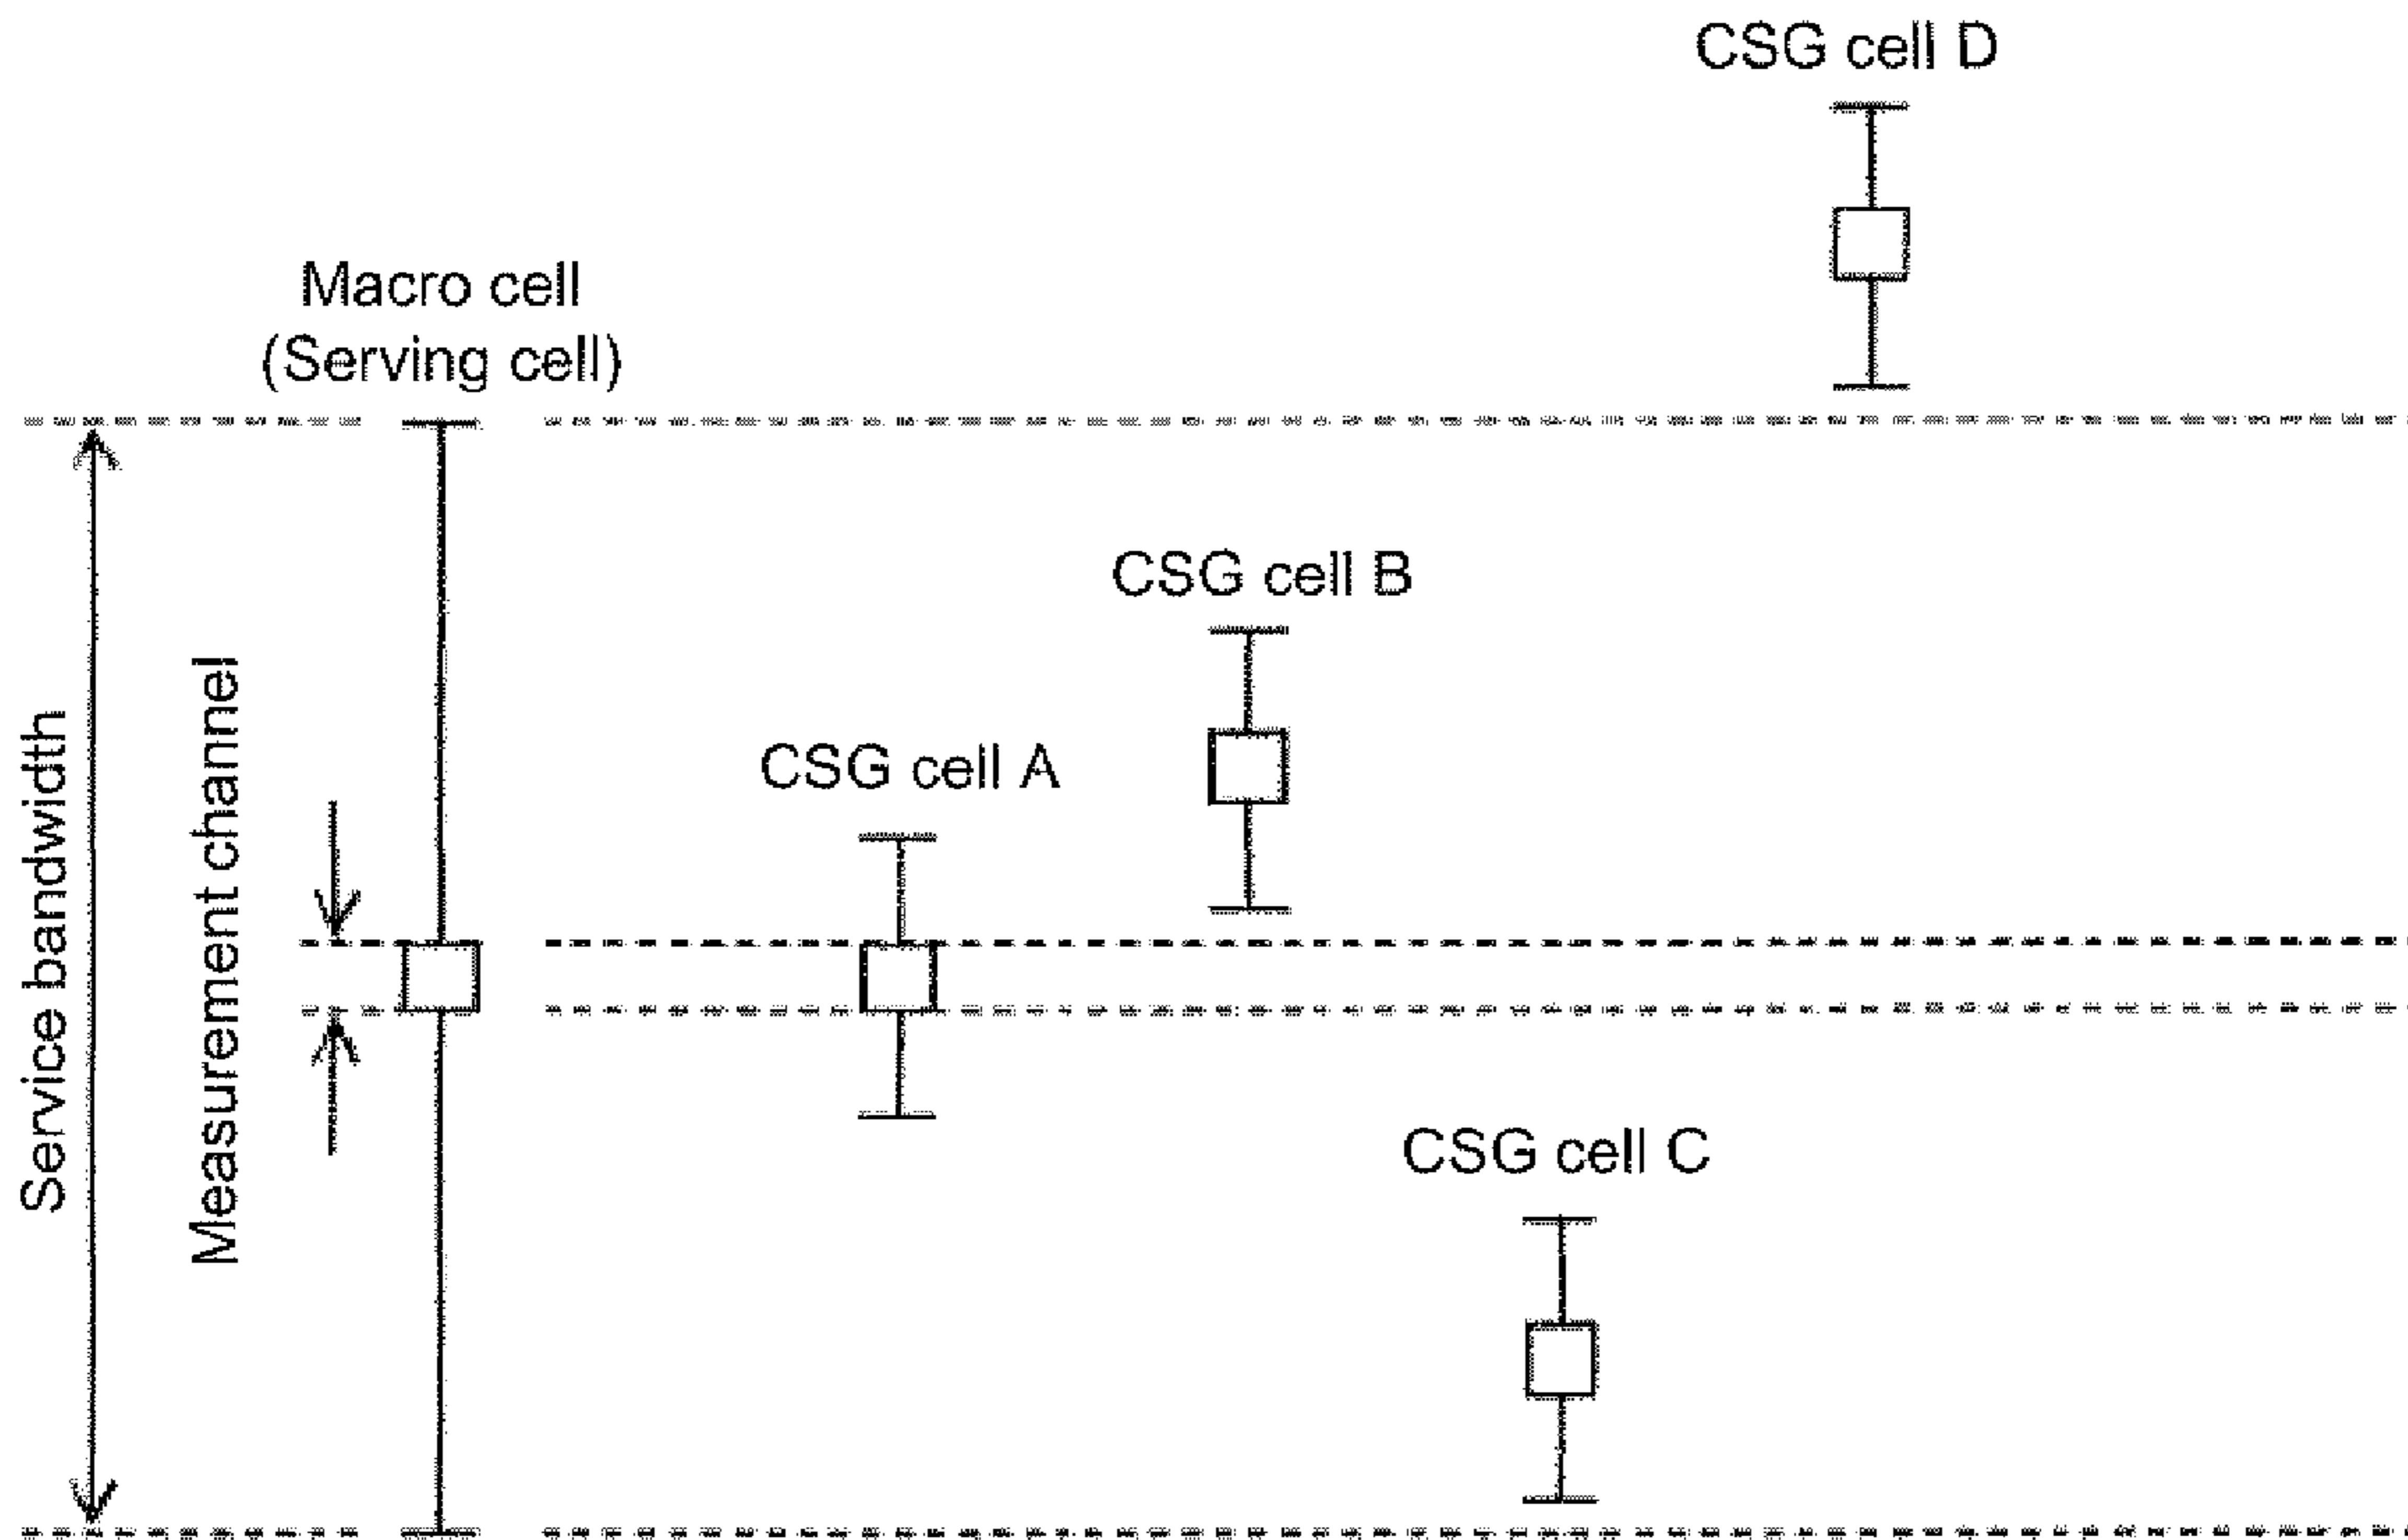 CSG cell D
Macro cell
(Serving cell)
CSG cell B
CSG cell A
CSG cell C
Service bandwidth
Measurement channel